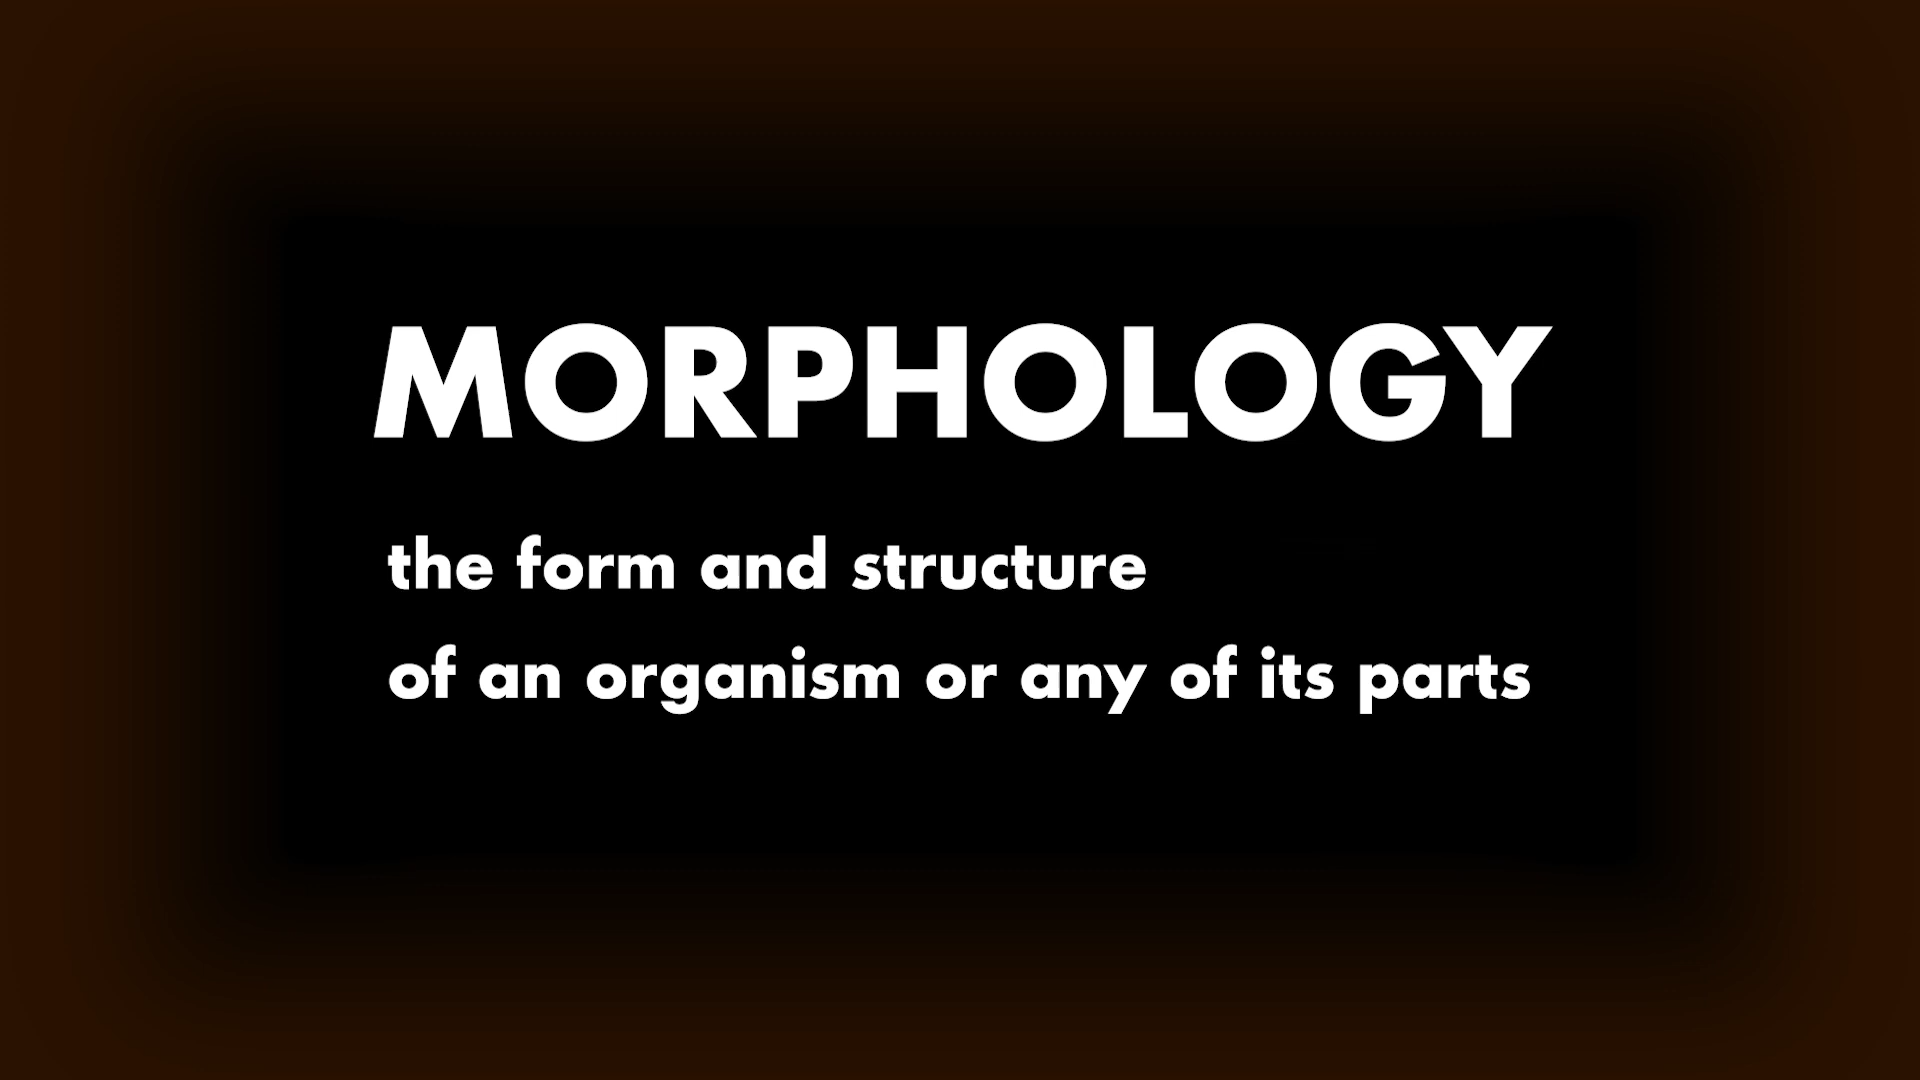 MORPHOLOGY
the form and structure
of an organism or any of its parts